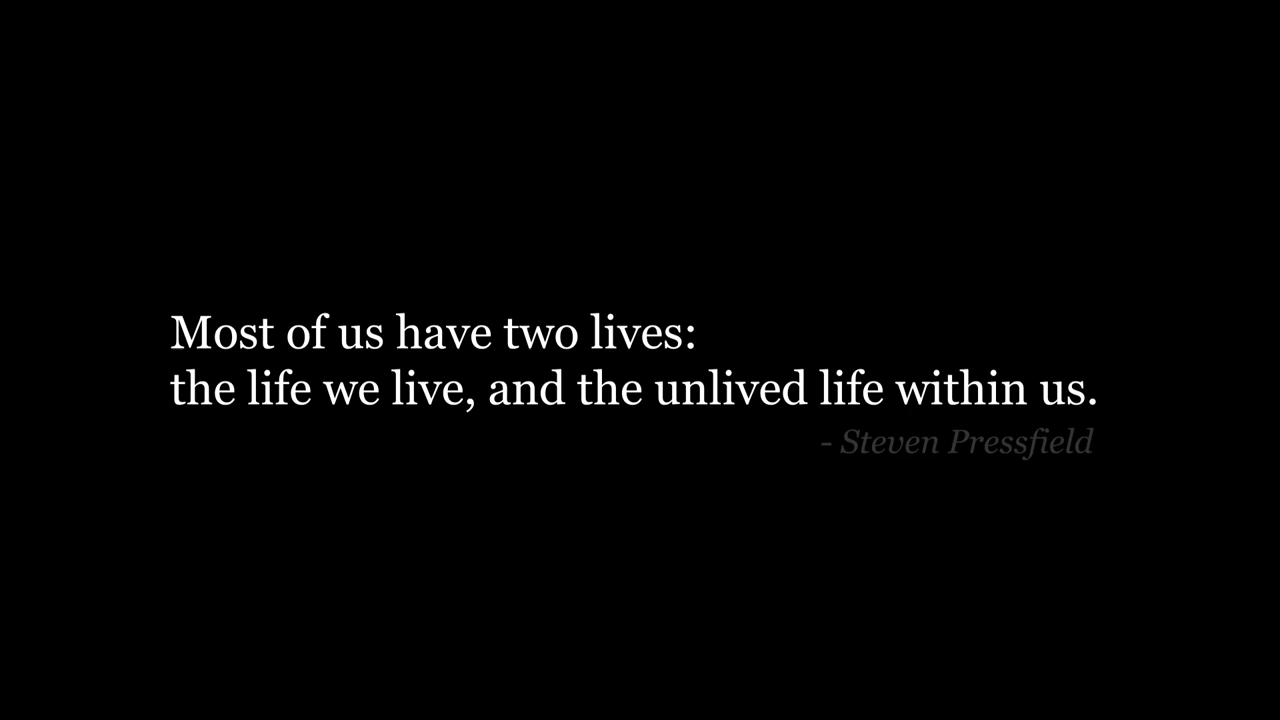 Most of us have two lives:
the life we live, and the unlived life within us.
- Steven Pressfield